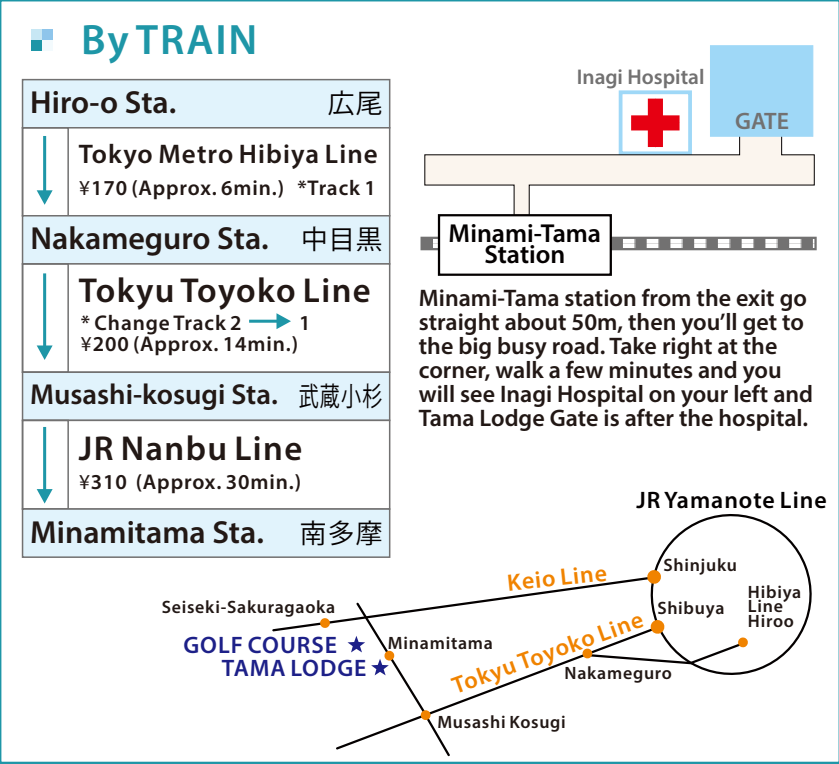 By TRAIN
Hiro-o Sta. 広尾
Tokyo Metro Hibiya Line
¥170 (Approx. 6min.) *Track 1
Nakameguro Sta. 中目黒
Tokyu Toyoko Line
* Change Track 2 → 1
¥200 (Approx. 14min.)
Musashi-kosugi Sta. 武蔵小杉
JR Nanbu Line
¥310 (Approx. 30min.)
Minamitama Sta. 南多摩
Inagi Hospital
GATE
Minami-Tama
Station
Minami-Tama station from the exit go
straight about 50m, then you'll get to
the big busy road. Take right at the
corner, walk a few minutes and you
will see Inagi Hospital on your left and
Tama Lodge Gate is after the hospital.
JR Yamanote Line
Keio Line
Shinjuku
Hibiya
Line
Hiroo
Seiseki-Sakuragaoka
Shibuya
GOLF COURSE ★
Minamitama
TAMA LODGE ★
Tokyu Toyoko Line
Nakameguro
Musashi Kosugi